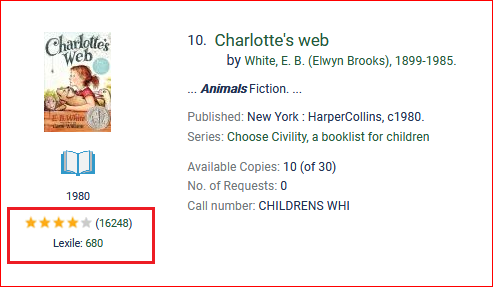 Charlotte's
Web
E. B. White
10. Charlotte's web
by White, E. B. (Elwyn Brooks), 1899-1985.
... Animals Fiction. ...
Published: New York : HarperCollins, c1980.
Series: Choose Civility, a booklist for children
Available Copies: 10 (of 30)
No. of Requests: 0
Call number: CHILDRENS WHI
1980
(16248)
Lexile: 680